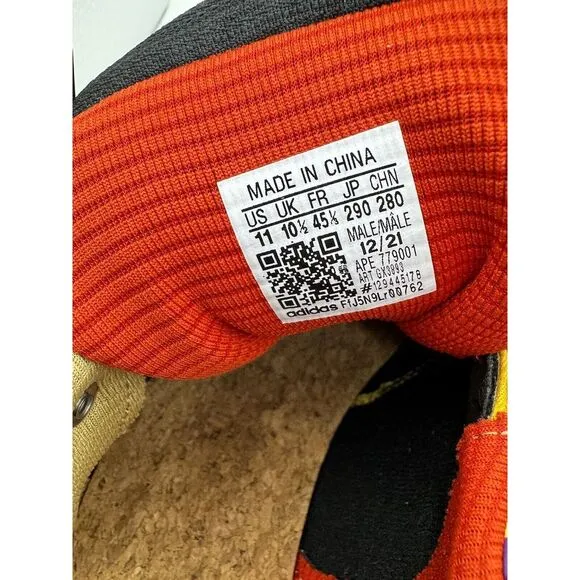 MADE IN CHINA
US UK FR JP CHN
11 10½ 45⅓ 290 280
MALE/MÂLE
12/21
APE 779001
ART GX3993
#129445178
adidas FIJ5N9Lr00762